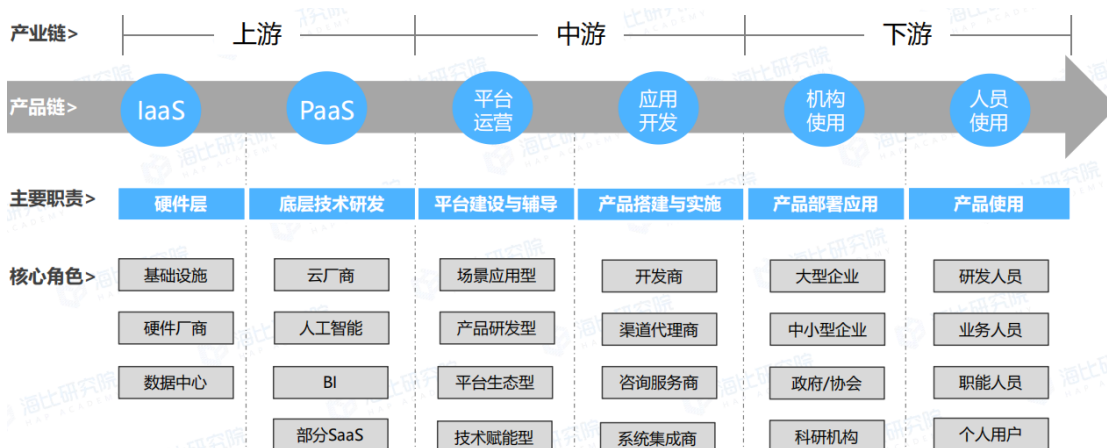 产业链> 上游 中游 下游
产品链> IaaS PaaS 平台运营 应用开发 机构使用 人员使用
主要职责> 硬件层 底层技术研发 平台建设与辅导 产品搭建与实施 产品部署应用 产品使用
核心角色> 基础设施 云厂商 场景应用型 开发商 大型企业 研发人员
硬件厂商 人工智能 产品研发型 渠道代理商 中小型企业 业务人员
数据中心 BI 平台生态型 咨询服务商 政府/协会 职能人员
部分SaaS 技术赋能型 系统集成商 科研机构 个人用户
海比研究院